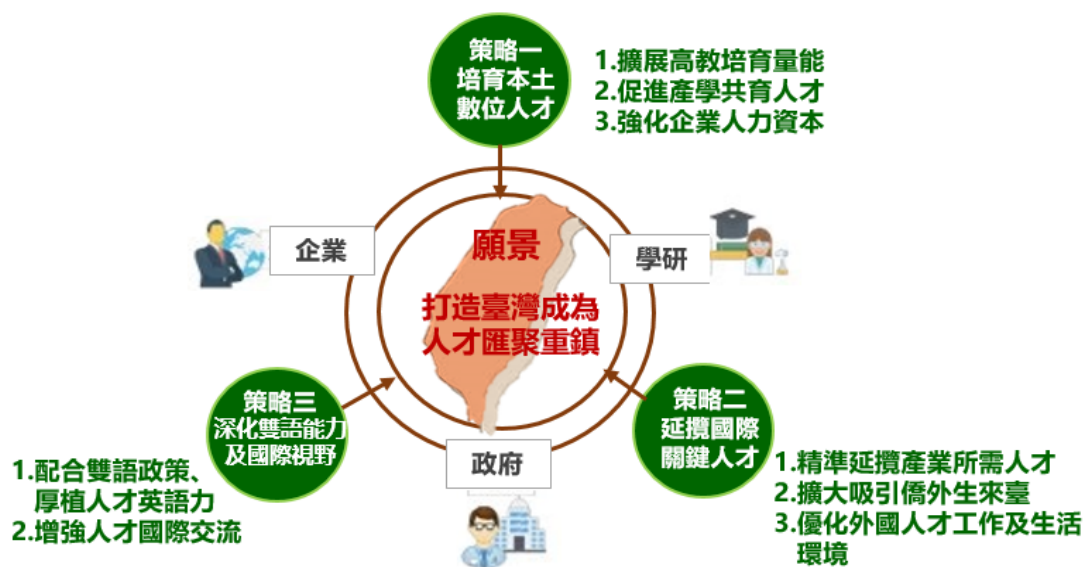 策略一
培育本土
數位人才
1.擴展高教培育量能
2.促進產學共育人才
3.強化企業人力資本
企業
學研
願景
打造臺灣成為
人才匯聚重鎮
策略三
深化雙語能力
及國際視野
策略二
延攬國際
關鍵人才
政府
1.配合雙語政策、
厚植人才英語力
2.增強人才國際交流
1.精準延攬產業所需人才
2.擴大吸引僑外生來臺
3.優化外國人才工作及生活
環境